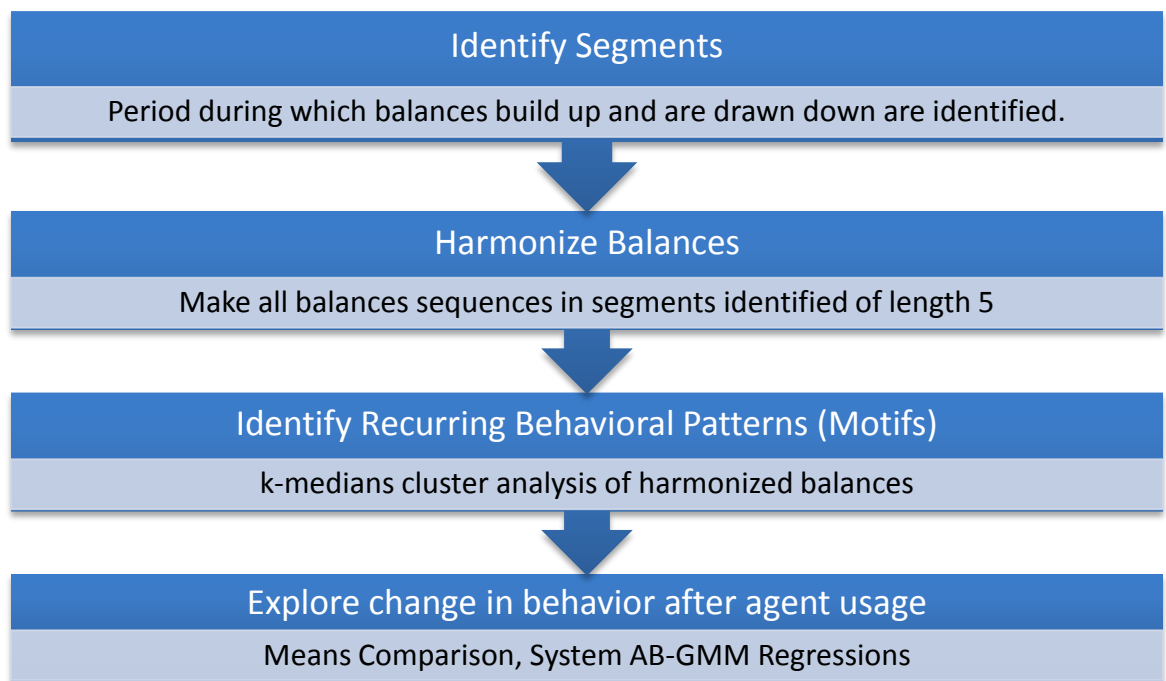 Identify Segments
Period during which balances build up and are drawn down are identified.
Harmonize Balances
Make all balances sequences in segments identified of length 5
Identify Recurring Behavioral Patterns (Motifs)
k-medians cluster analysis of harmonized balances
Explore change in behavior after agent usage
Means Comparison, System AB-GMM Regressions